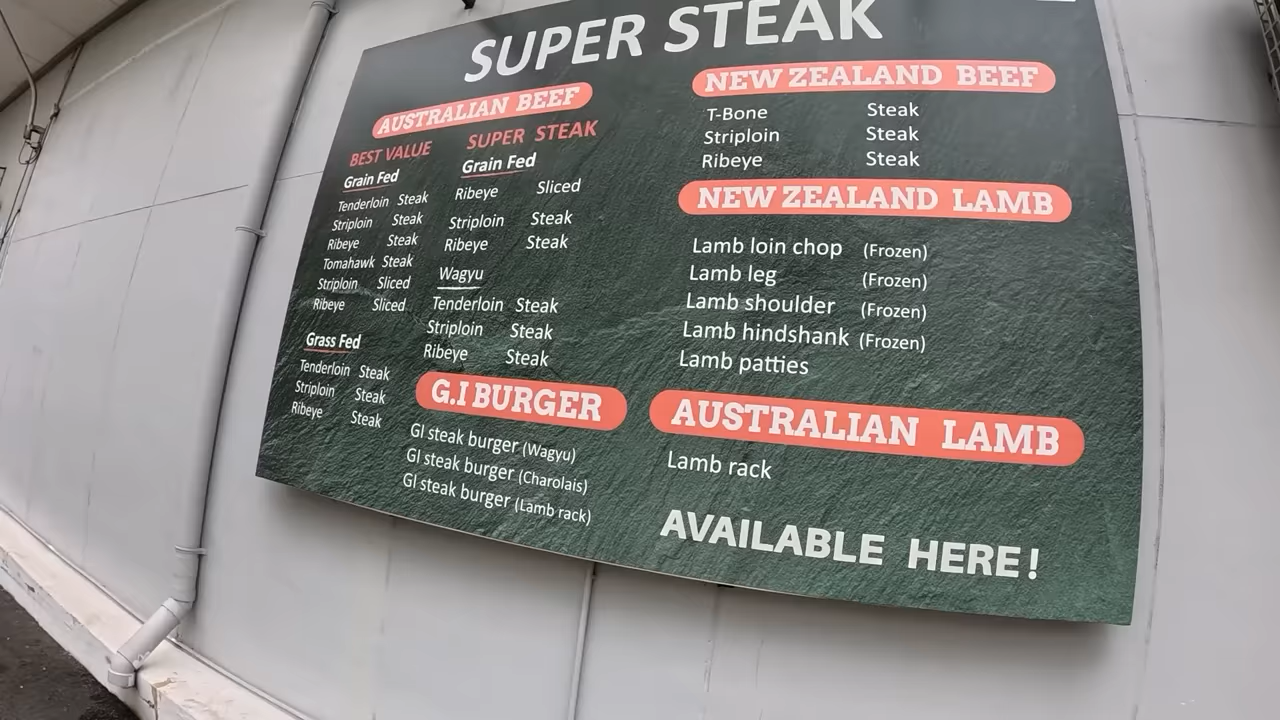 SUPER STEAK
AUSTRALIAN BEEF
BEST VALUE
Grain Fed
Tenderloin Steak
Striploin Steak
Ribeye Steak
Tomahawk Steak
Striploin Sliced
Ribeye Sliced
Grass Fed
Tenderloin Steak
Striploin Steak
Ribeye Steak
SUPER STEAK
Grain Fed
Ribeye Sliced
Striploin Steak
Ribeye Steak
Wagyu
Tenderloin Steak
Striploin Steak
Ribeye Steak
G.I BURGER
GI steak burger (Wagyu)
GI steak burger (Charolais)
GI steak burger (Lamb rack)
NEW ZEALAND BEEF
T-Bone Steak
Striploin Steak
Ribeye Steak
NEW ZEALAND LAMB
Lamb loin chop (Frozen)
Lamb leg (Frozen)
Lamb shoulder (Frozen)
Lamb hindshank (Frozen)
Lamb patties
AUSTRALIAN LAMB
Lamb rack
AVAILABLE HERE!